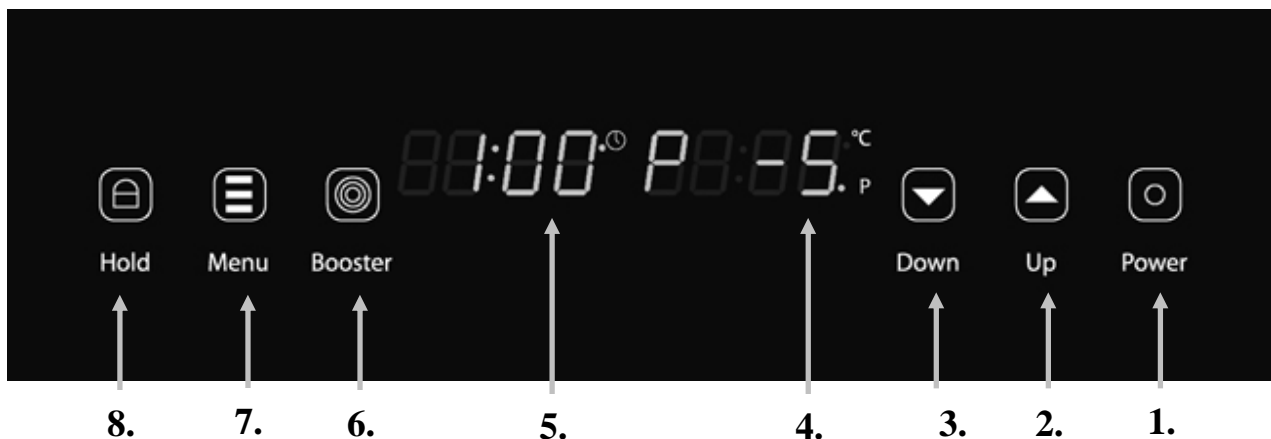 1:00 P -5. °C
P
Hold Menu Booster Down Up Power
8. 7. 6. 5. 4. 3. 2. 1.